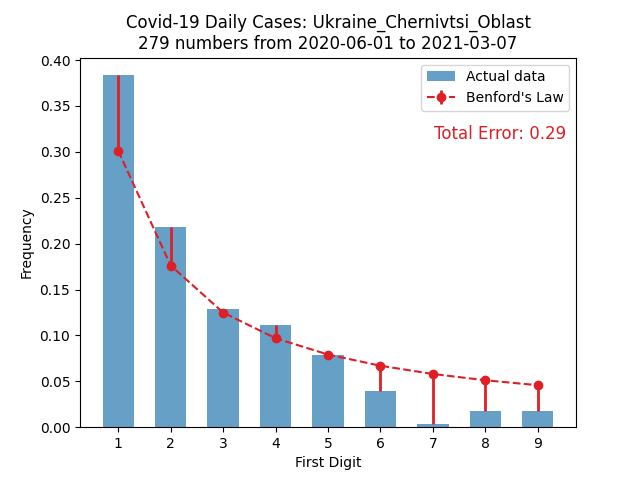 Covid-19 Daily Cases: Ukraine_Chernivtsi_Oblast
279 numbers from 2020-06-01 to 2021-03-07
Actual data
Benford's Law
Total Error: 0.29
Frequency
0.40
0.35
0.30
0.25
0.20
0.15
0.10
0.05
0.00
1 2 3 4 5 6 7 8 9
First Digit